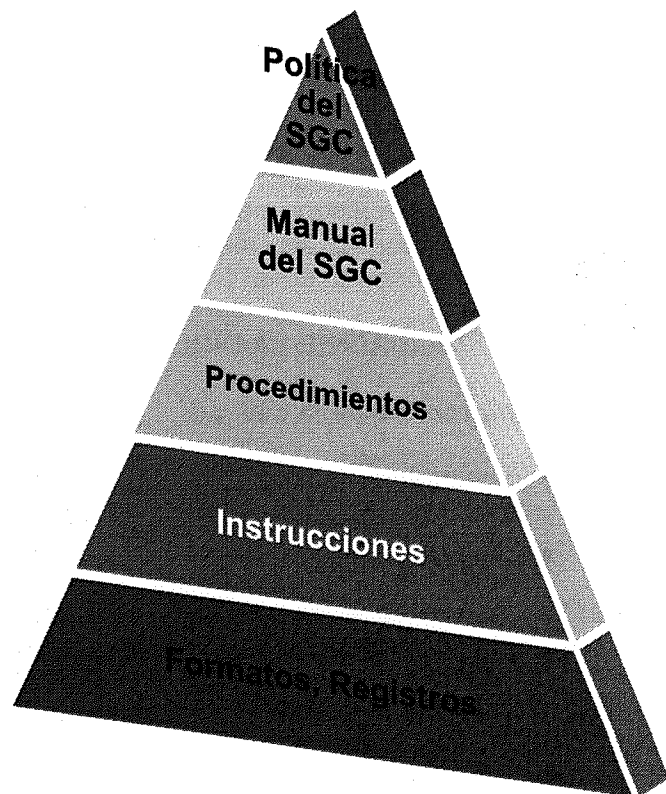 Política
del
SGC
Manual
del SGC
Procedimientos
Instrucciones
Formatos, Registros